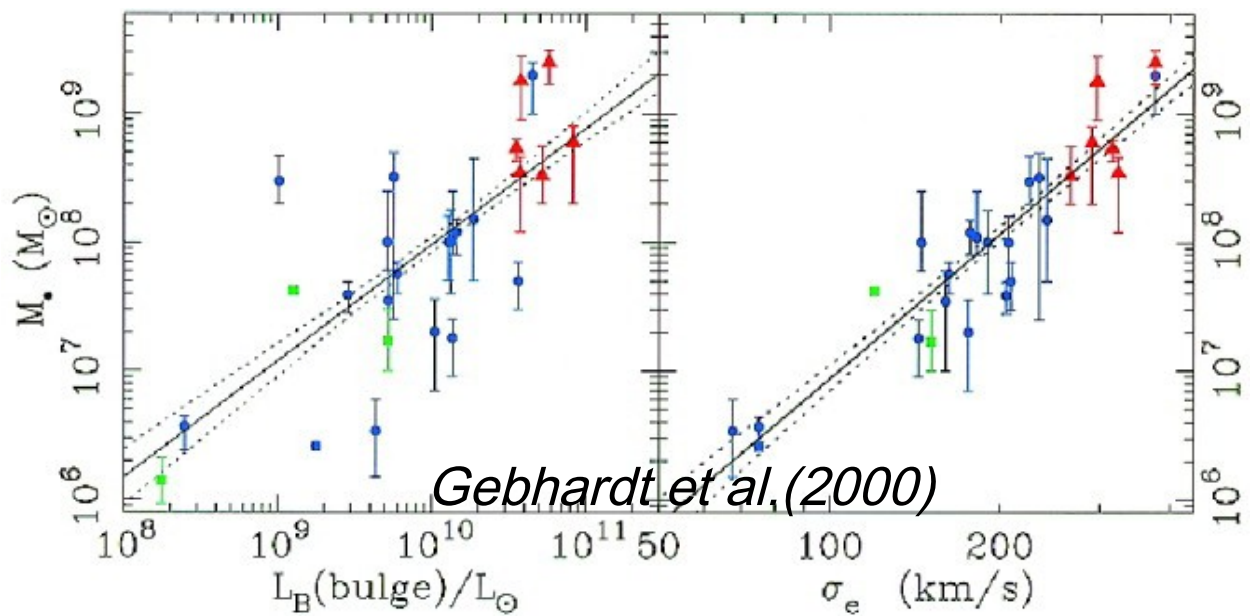 10⁹
10⁸
10⁷
10⁶
M• (M☉)
10⁸ 10⁹ 10¹⁰ 10¹¹
L_B(bulge)/L☉
Gebhardt et al.(2000)
50 100 200
σ_e (km/s)
10⁹
10⁸
10⁷
10⁶